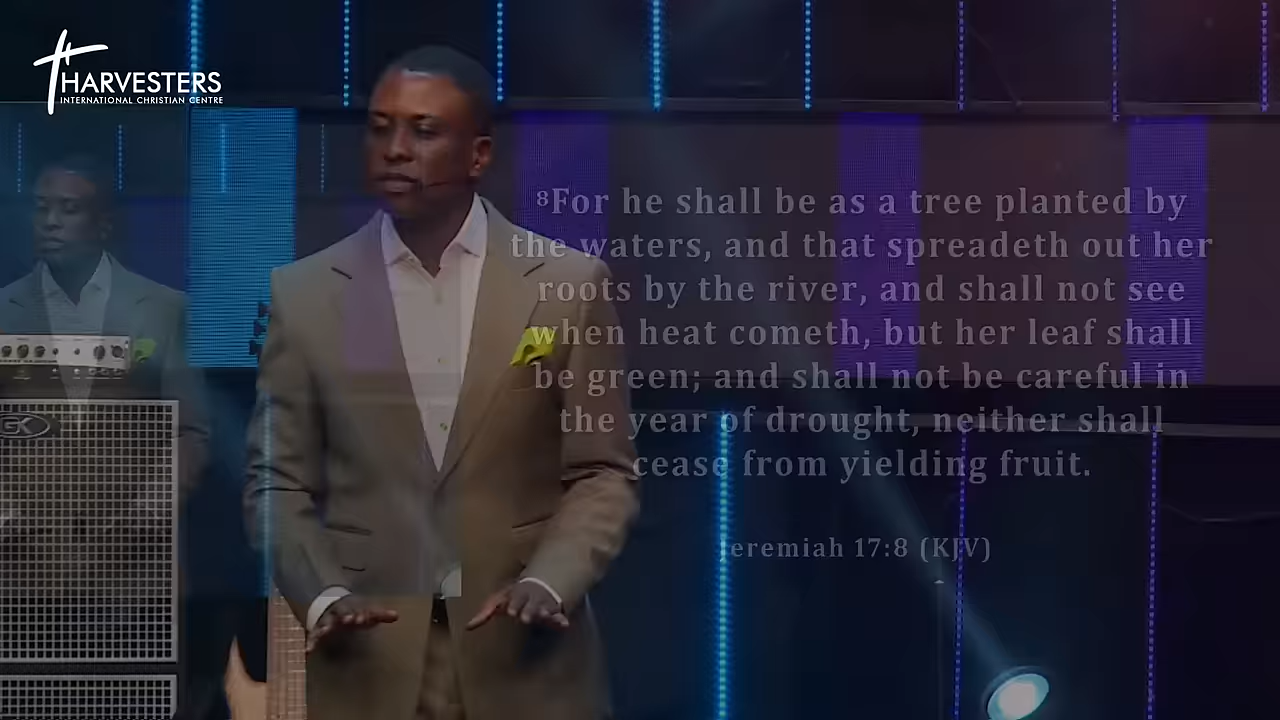 HARVESTERS
INTERNATIONAL CHRISTIAN CENTRE
⁸For he shall be as a tree planted by
the waters, and that spreadeth out her
roots by the river, and shall not see
when heat cometh, but her leaf shall
be green; and shall not be careful in
the year of drought, neither shall
cease from yielding fruit.
Jeremiah 17:8 (KJV)
GK